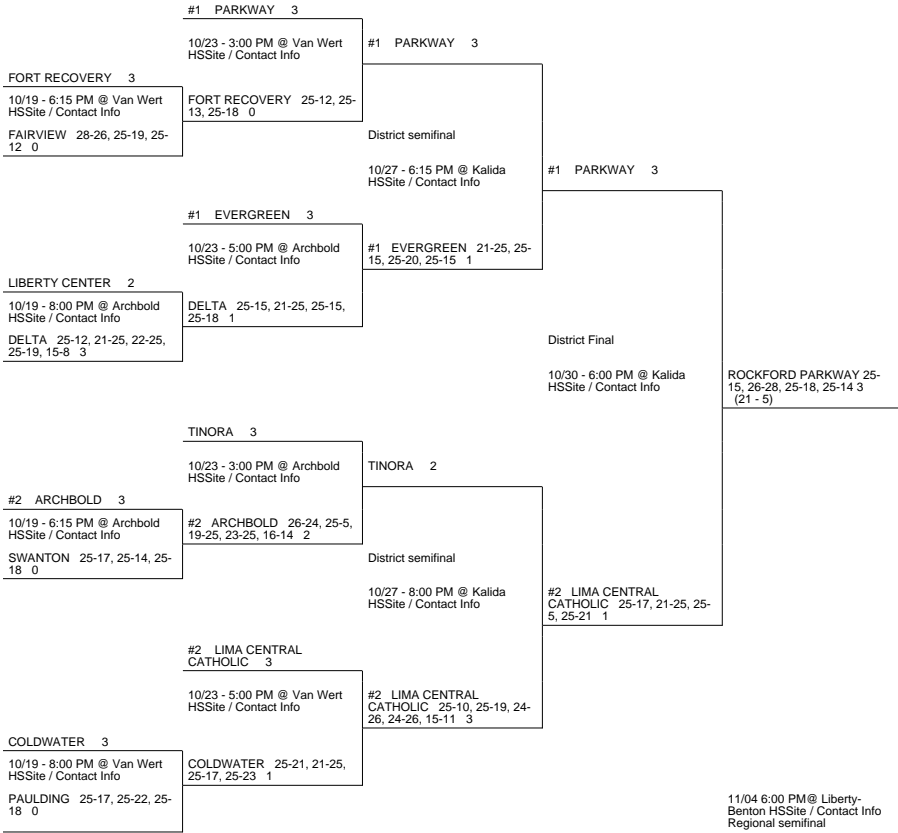 #1 PARKWAY 3
10/23 - 3:00 PM @ Van Wert
HSSite / Contact Info
#1 PARKWAY 3
FORT RECOVERY 3
10/19 - 6:15 PM @ Van Wert
HSSite / Contact Info
FORT RECOVERY 25-12, 25-
13, 25-18 0
FAIRVIEW 28-26, 25-19, 25-
12 0
District semifinal
10/27 - 6:15 PM @ Kalida
HSSite / Contact Info
#1 PARKWAY 3
#1 EVERGREEN 3
10/23 - 5:00 PM @ Archbold
HSSite / Contact Info
#1 EVERGREEN 21-25, 25-
15, 25-20, 25-15 1
LIBERTY CENTER 2
10/19 - 8:00 PM @ Archbold
HSSite / Contact Info
DELTA 25-15, 21-25, 25-15,
25-18 1
DELTA 25-12, 21-25, 22-25,
25-19, 15-8 3
District Final
10/30 - 6:00 PM @ Kalida
HSSite / Contact Info
ROCKFORD PARKWAY 25-
15, 26-28, 25-18, 25-14 3
(21 - 5)
TINORA 3
10/23 - 3:00 PM @ Archbold
HSSite / Contact Info
TINORA 2
#2 ARCHBOLD 3
10/19 - 6:15 PM @ Archbold
HSSite / Contact Info
#2 ARCHBOLD 26-24, 25-5,
19-25, 23-25, 16-14 2
SWANTON 25-17, 25-14, 25-
18 0
District semifinal
10/27 - 8:00 PM @ Kalida
HSSite / Contact Info
#2 LIMA CENTRAL
CATHOLIC 25-17, 21-25, 25-
5, 25-21 1
#2 LIMA CENTRAL
CATHOLIC 3
10/23 - 5:00 PM @ Van Wert
HSSite / Contact Info
#2 LIMA CENTRAL
CATHOLIC 25-10, 25-19, 24-
26, 24-26, 15-11 3
COLDWATER 3
10/19 - 8:00 PM @ Van Wert
HSSite / Contact Info
COLDWATER 25-21, 21-25,
25-17, 25-23 1
PAULDING 25-17, 25-22, 25-
18 0
11/04 6:00 PM@ Liberty-
Benton HSSite / Contact Info
Regional semifinal